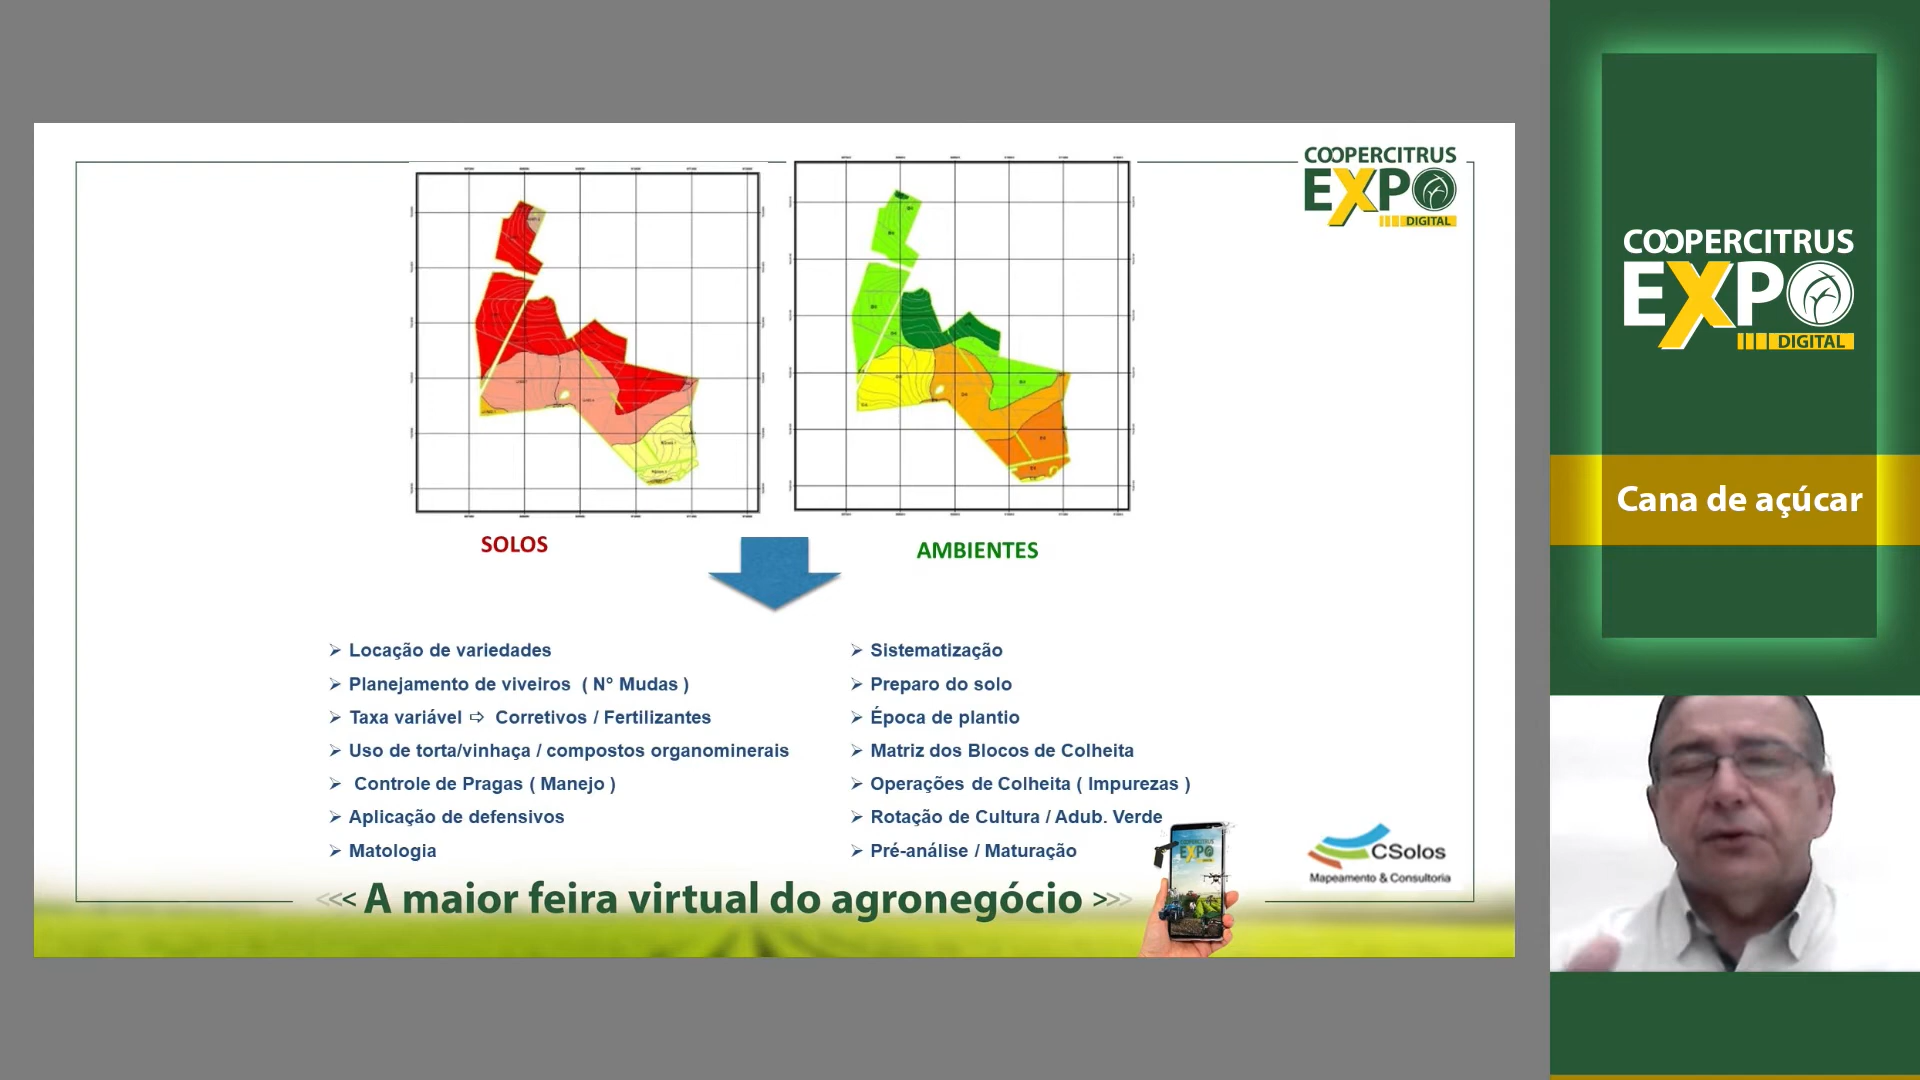 COOPERCITRUS
EXPO
DIGITAL
SOLOS
AMBIENTES
Locação de variedades
Planejamento de viveiros ( N° Mudas )
Taxa variável ⇨ Corretivos / Fertilizantes
Uso de torta/vinhaça / compostos organominerais
Controle de Pragas ( Manejo )
Aplicação de defensivos
Matologia
Sistematização
Preparo do solo
Época de plantio
Matriz dos Blocos de Colheita
Operações de Colheita ( Impurezas )
Rotação de Cultura / Adub. Verde
Pré-análise / Maturação
CSolos
Mapeamento & Consultoria
<<< A maior feira virtual do agronegócio >>>
COOPERCITRUS
EXPO
COOPERCITRUS
EXPO
DIGITAL
Cana de açúcar